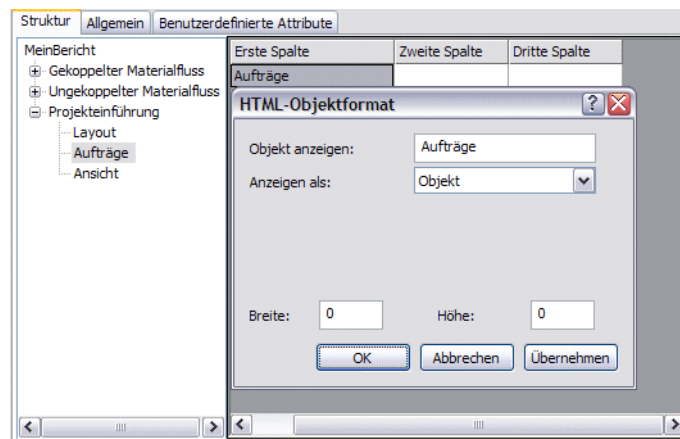 Struktur Allgemein Benutzerdefinierte Attribute
MeinBericht
Gekoppelter Materialfluss
Ungekoppelter Materialfluss
Projekteinführung
Layout
Aufträge
Ansicht
Erste Spalte Zweite Spalte Dritte Spalte
Aufträge
HTML-Objektformat
Objekt anzeigen: Aufträge
Anzeigen als: Objekt
Breite: 0 Höhe: 0
OK Abbrechen Übernehmen